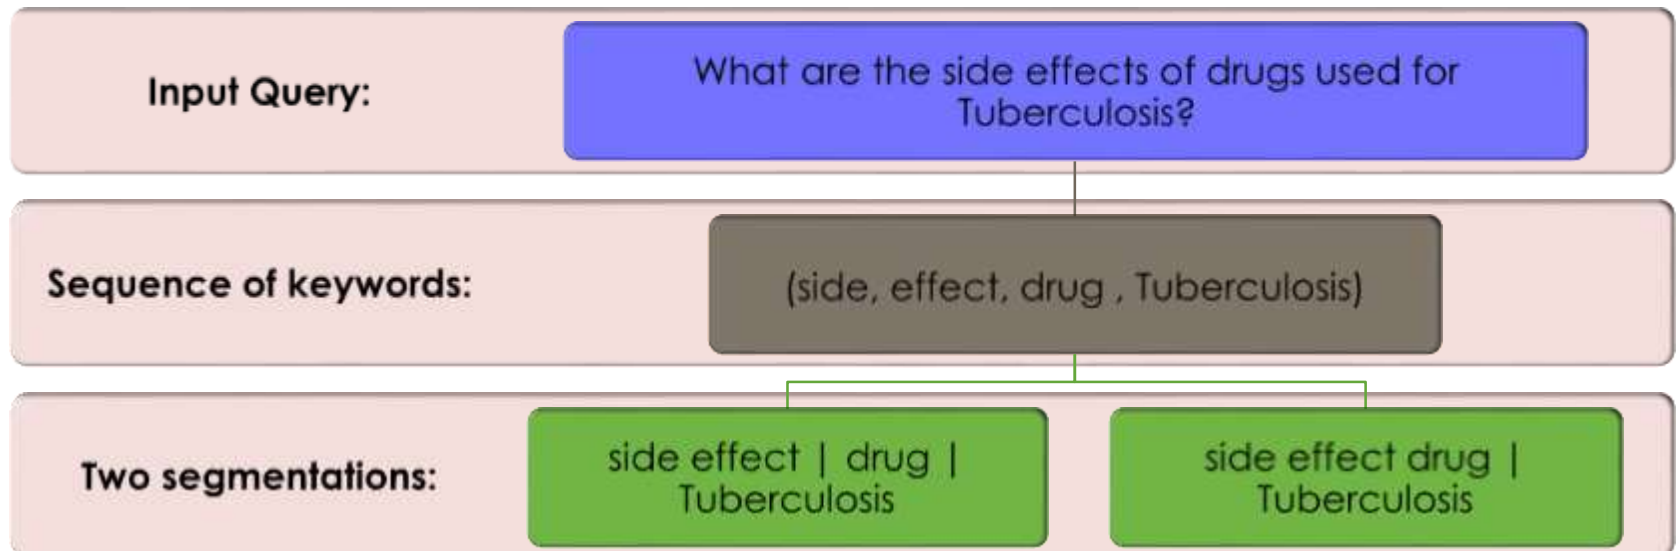 Input Query:
What are the side effects of drugs used for
Tuberculosis?
Sequence of keywords:
(side, effect, drug , Tuberculosis)
Two segmentations:
side effect | drug |
Tuberculosis
side effect drug |
Tuberculosis